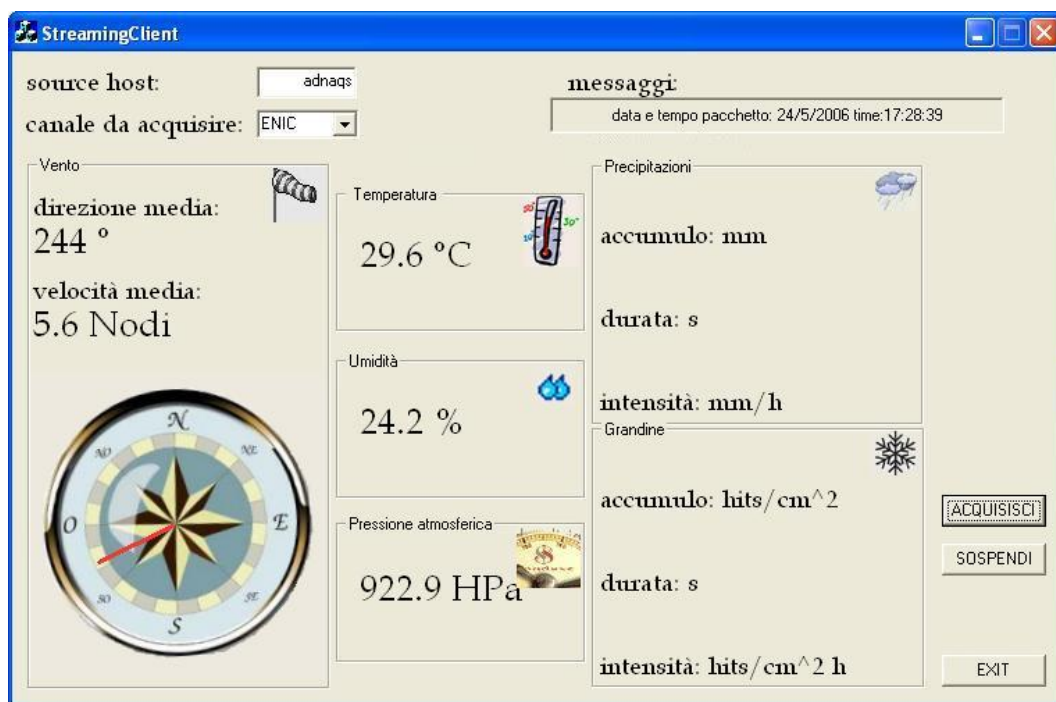 StreamingClient
source host: adnaqs
messaggi:
canale da acquisire: ENIC
data e tempo pacchetto: 24/5/2006 time:17:28:39
Vento
direzione media:
244 °
velocità media:
5.6 Nodi
N
NE
E
SE
S
SO
O
NO
Temperatura
29.6 °C
Umidità
24.2 %
Pressione atmosferica
922.9 HPa
Precipitazioni
accumulo: mm
durata: s
intensità: mm/h
Grandine
accumulo: hits/cm^2
durata: s
intensità: hits/cm^2 h
ACQUISISCI
SOSPENDI
EXIT